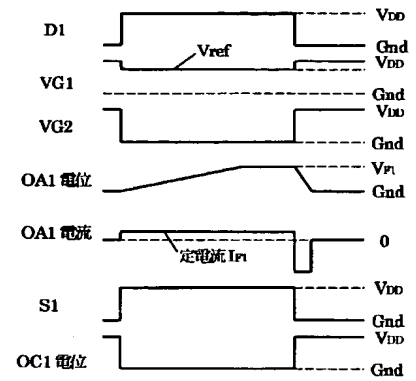 D1
VDD
Gnd
Vref
VDD
VG1
Gnd
VDD
VG2
Gnd
OA1 電位
VF1
Gnd
OA1 電流
0
定電流 IF1
S1
VDD
Gnd
VDD
OC1 電位
Gnd